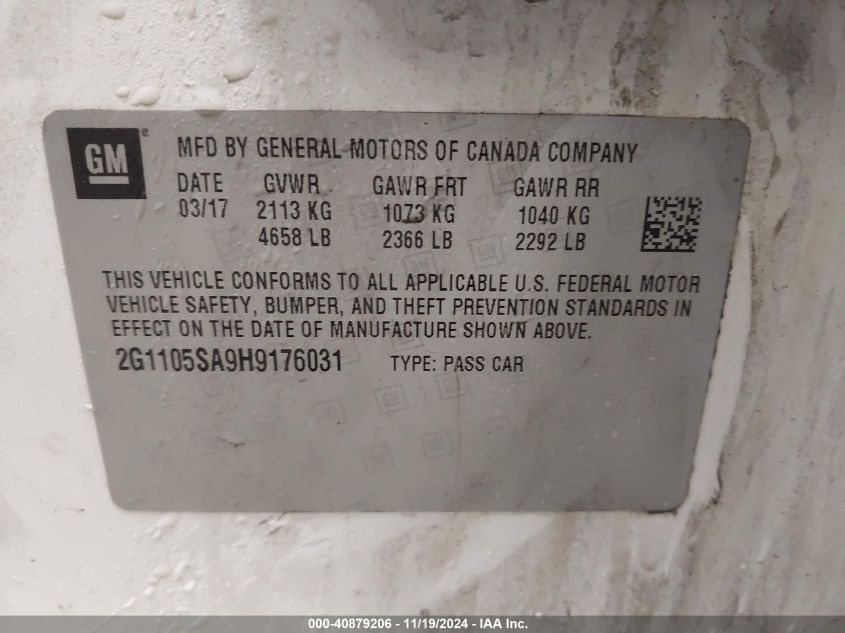 GM ® MFD BY GENERAL MOTORS OF CANADA COMPANY
DATE GVWR GAWR FRT GAWR RR
03/17 2113 KG 1073 KG 1040 KG
4658 LB 2366 LB 2292 LB
THIS VEHICLE CONFORMS TO ALL APPLICABLE U.S. FEDERAL MOTOR
VEHICLE SAFETY, BUMPER, AND THEFT PREVENTION STANDARDS IN
EFFECT ON THE DATE OF MANUFACTURE SHOWN ABOVE.
2G1105SA9H9176031 TYPE: PASS CAR
000-40879206 - 11/19/2024 - IAA Inc.